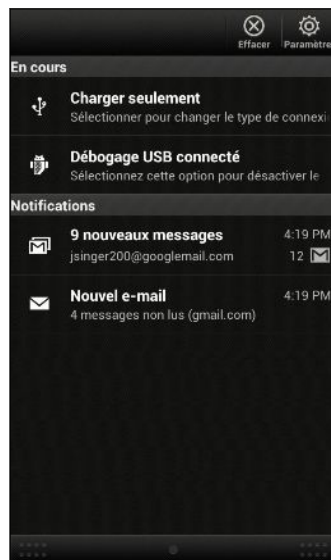 Effacer Paramètre
En cours
Charger seulement
Sélectionner pour changer le type de connexi
Débogage USB connecté
Sélectionnez cette option pour désactiver le
Notifications
9 nouveaux messages 4:19 PM
jsinger200@googlemail.com 12
Nouvel e-mail 4:19 PM
4 messages non lus (gmail.com)